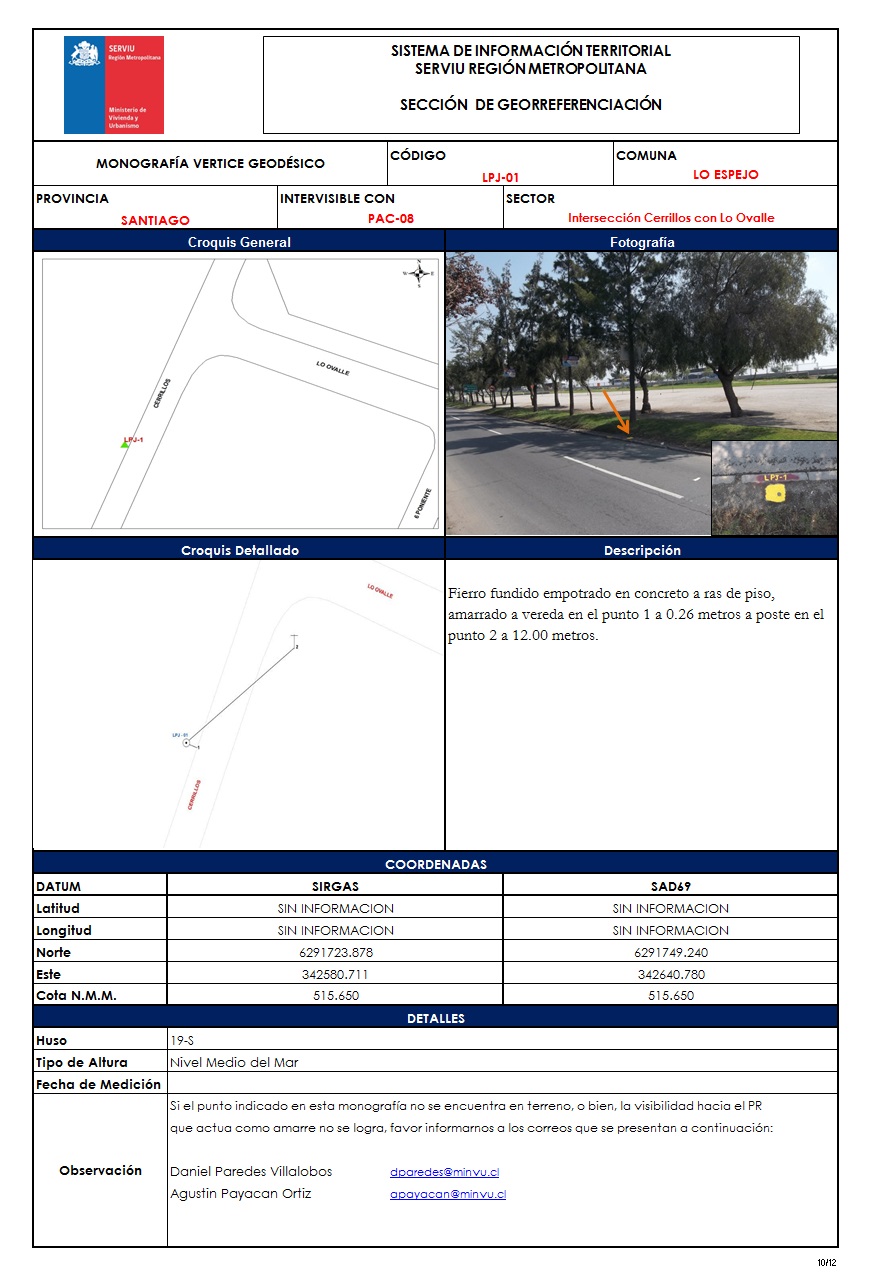 SERVIU
Región Metropolitana
Ministerio de
Vivienda y
Urbanismo
SISTEMA DE INFORMACIÓN TERRITORIAL
SERVIU REGIÓN METROPOLITANA
SECCIÓN DE GEORREFERENCIACIÓN
MONOGRAFÍA VERTICE GEODÉSICO
CÓDIGO
LPJ-01
COMUNA
LO ESPEJO
PROVINCIA
SANTIAGO
INTERVISIBLE CON
PAC-08
SECTOR
Intersección Cerrillos con Lo Ovalle
Croquis General
Fotografía
N
W E
S
LO OVALLE
CERRILLOS
LPJ-1
6 PONIENTE
LPJ-1
Croquis Detallado
Descripción
LO OVALLE
2
LPJ - 01
1
CERRILLOS
Fierro fundido empotrado en concreto a ras de piso,
amarrado a vereda en el punto 1 a 0.26 metros a poste en el
punto 2 a 12.00 metros.
COORDENADAS
DATUM SIRGAS SAD69
Latitud SIN INFORMACION SIN INFORMACION
Longitud SIN INFORMACION SIN INFORMACION
Norte 6291723.878 6291749.240
Este 342580.711 342640.780
Cota N.M.M. 515.650 515.650
DETALLES
Huso 19-S
Tipo de Altura Nivel Medio del Mar
Fecha de Medición
Observación
Si el punto indicado en esta monografía no se encuentra en terreno, o bien, la visibilidad hacia el PR
que actua como amarre no se logra, favor informarnos a los correos que se presentan a continuación:
Daniel Paredes Villalobos dparedes@minvu.cl
Agustin Payacan Ortiz apayacan@minvu.cl
10/12